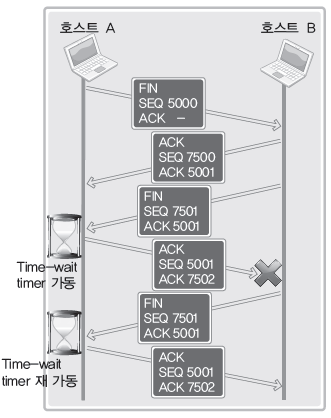 호스트 A
호스트 B
FIN
SEQ 5000
ACK –
ACK
SEQ 7500
ACK 5001
FIN
SEQ 7501
ACK 5001
ACK
SEQ 5001
ACK 7502
Time-wait
timer 가동
FIN
SEQ 7501
ACK 5001
Time-wait
timer 재 가동
ACK
SEQ 5001
ACK 7502